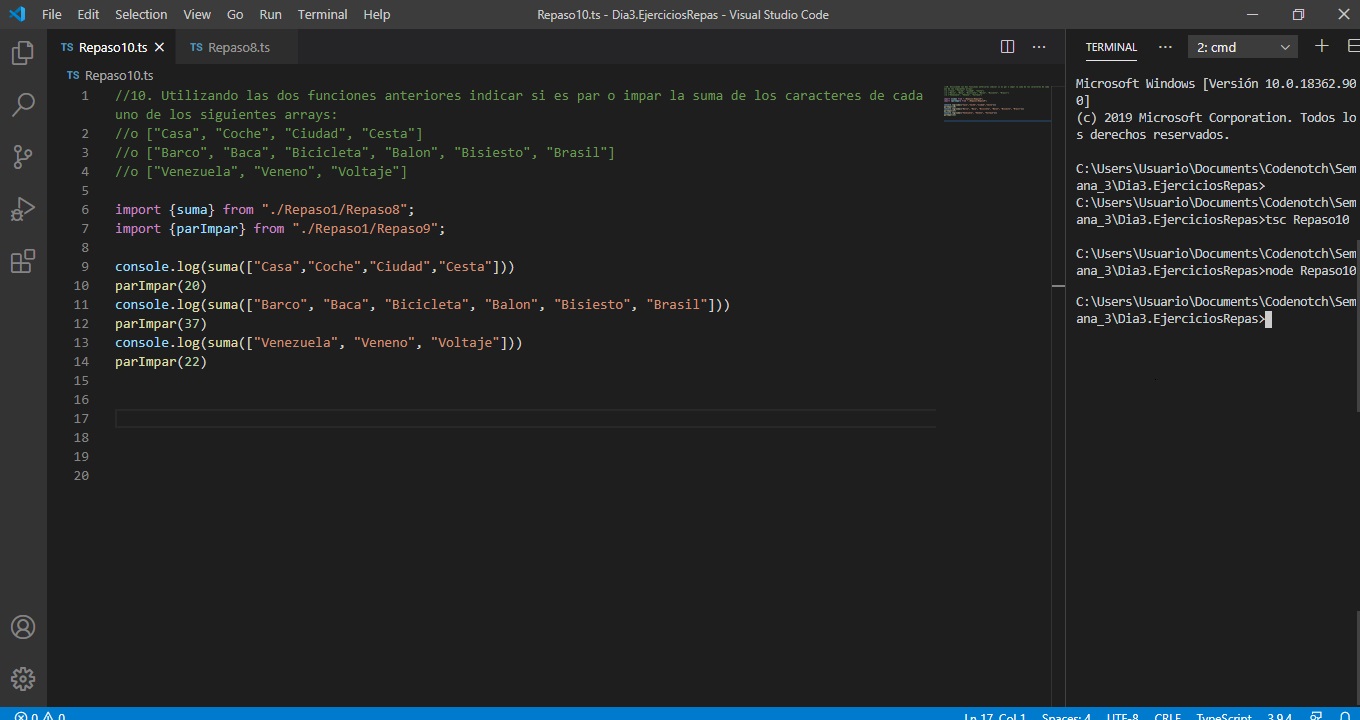 File Edit Selection View Go Run Terminal Help Repaso10.ts - Dia3.EjerciciosRepas - Visual Studio Code
TS Repaso10.ts TS Repaso8.ts
TS Repaso10.ts
1 //10. Utilizando las dos funciones anteriores indicar si es par o impar la suma de los caracteres de cada
uno de los siguientes arrays:
2 //o ["Casa", "Coche", "Ciudad", "Cesta"]
3 //o ["Barco", "Baca", "Bicicleta", "Balon", "Bisiesto", "Brasil"]
4 //o ["Venezuela", "Veneno", "Voltaje"]
5
6 import {suma} from "./Repaso1/Repaso8";
7 import {parImpar} from "./Repaso1/Repaso9";
8
9 console.log(suma(["Casa","Coche","Ciudad","Cesta"]))
10 parImpar(20)
11 console.log(suma(["Barco", "Baca", "Bicicleta", "Balon", "Bisiesto", "Brasil"]))
12 parImpar(37)
13 console.log(suma(["Venezuela", "Veneno", "Voltaje"]))
14 parImpar(22)
15
16
17
18
19
20
TERMINAL 2: cmd
Microsoft Windows [Versión 10.0.18362.90
0]
(c) 2019 Microsoft Corporation. Todos lo
s derechos reservados.
C:\Users\Usuario\Documents\Codenotch\Sem
ana_3\Dia3.EjerciciosRepas>
C:\Users\Usuario\Documents\Codenotch\Sem
ana_3\Dia3.EjerciciosRepas>tsc Repaso10
C:\Users\Usuario\Documents\Codenotch\Sem
ana_3\Dia3.EjerciciosRepas>node Repaso10
C:\Users\Usuario\Documents\Codenotch\Sem
ana_3\Dia3.EjerciciosRepas>
0 0 Ln 17, Col 1 Spaces: 4 UTF-8 CRLF TypeScript 3.9.4